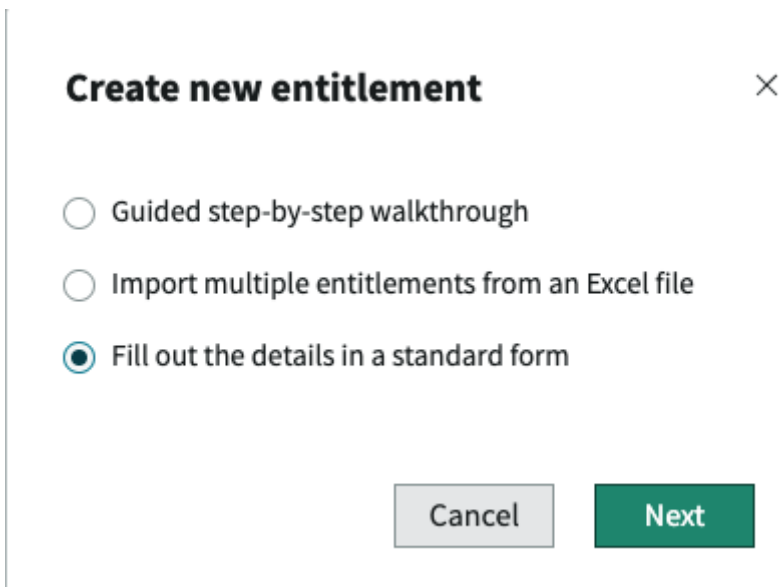 Create new entitlement
Guided step-by-step walkthrough
Import multiple entitlements from an Excel file
Fill out the details in a standard form
Cancel
Next